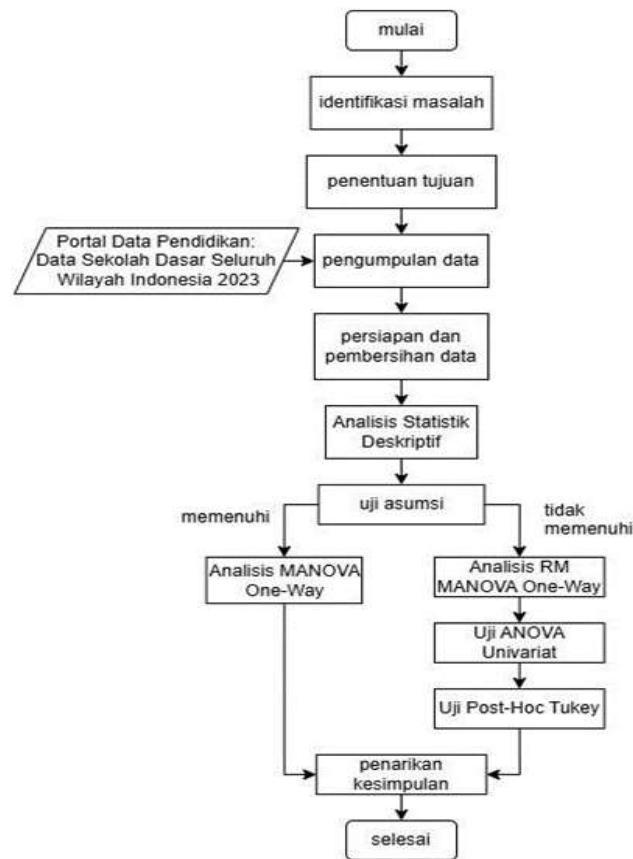 mulai
identifikasi masalah
penentuan tujuan
Portal Data Pendidikan:
Data Sekolah Dasar Seluruh
Wilayah Indonesia 2023
pengumpulan data
persiapan dan
pembersihan data
Analisis Statistik
Deskriptif
uji asumsi
memenuhi
tidak
memenuhi
Analisis MANOVA
One-Way
Analisis RM
MANOVA One-Way
Uji ANOVA
Univariat
Uji Post-Hoc Tukey
penarikan
kesimpulan
selesai